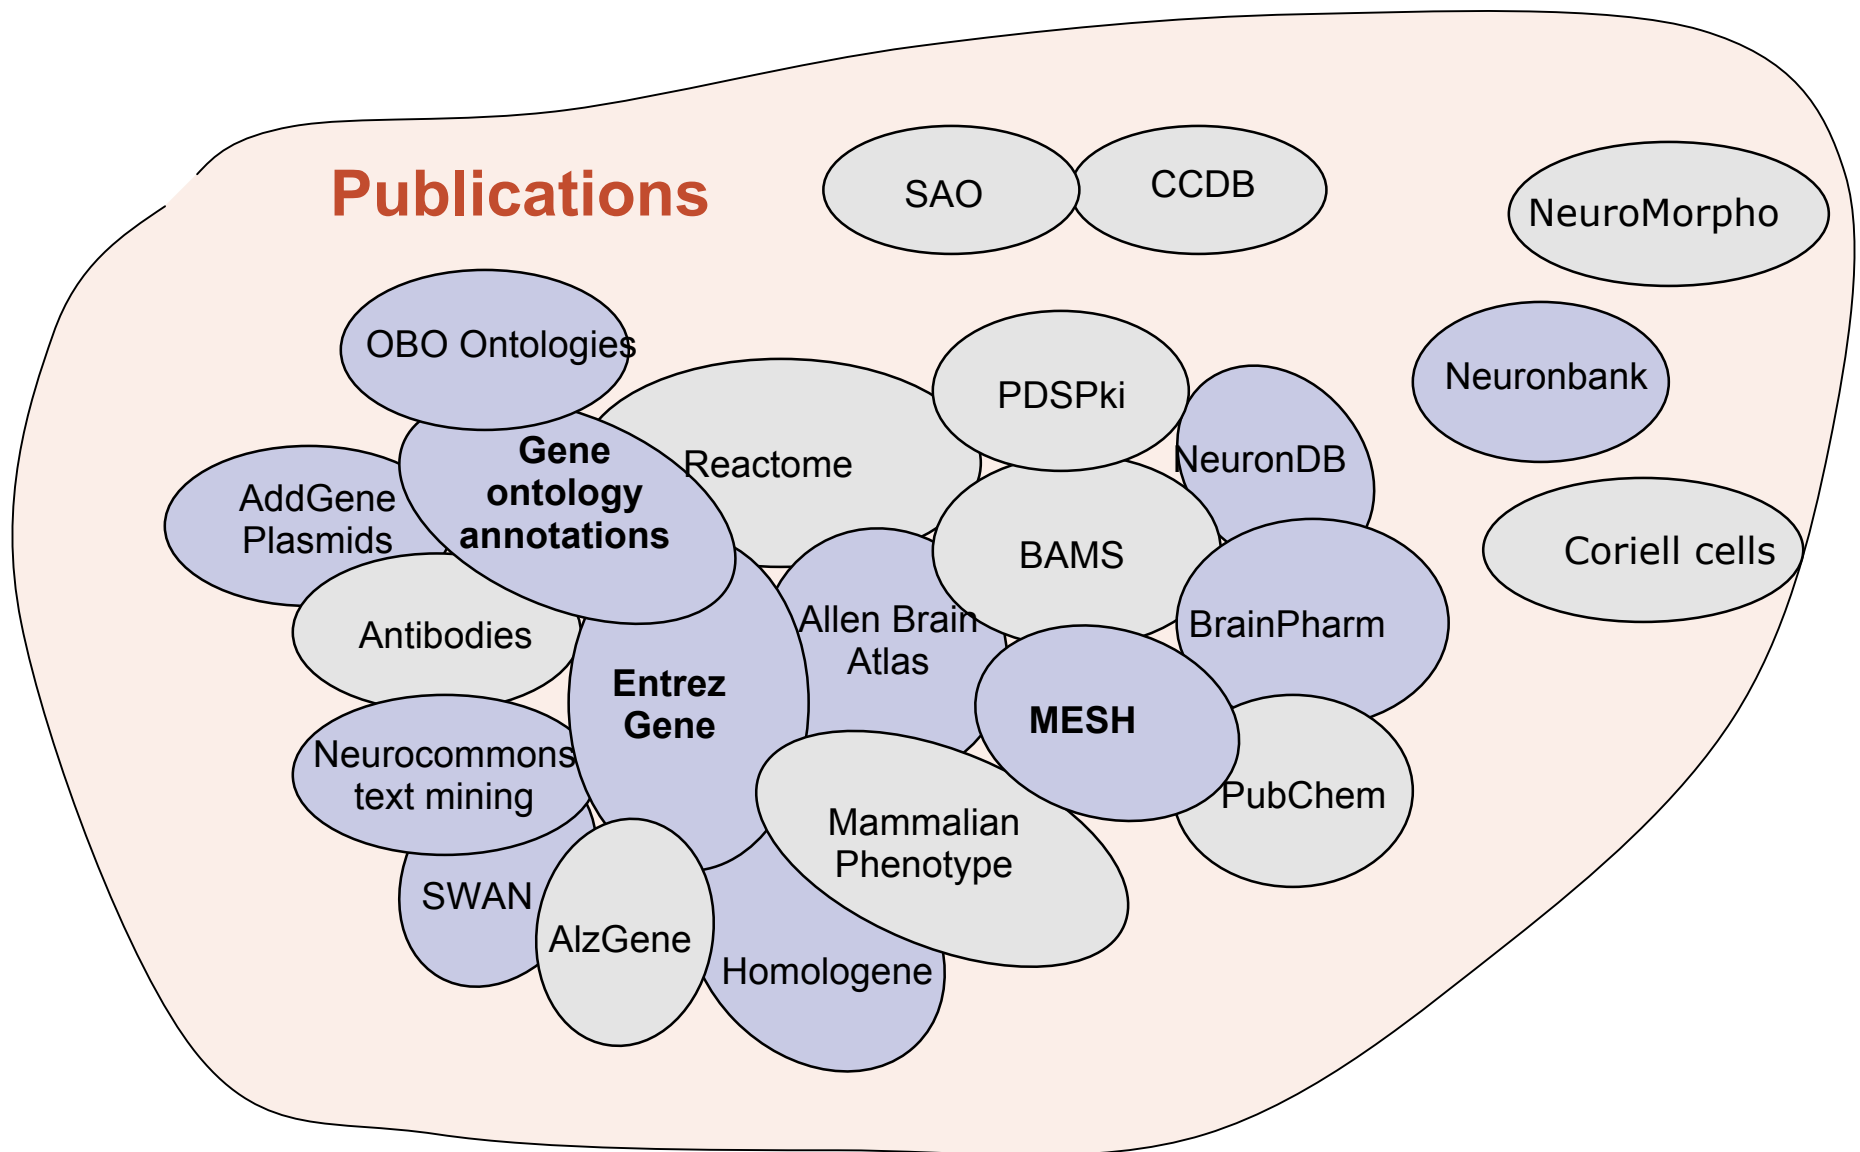 Publications
SAO
CCDB
NeuroMorpho
OBO Ontologies
Neuronbank
PDSPki
Gene
ontology
annotations
Reactome
NeuronDB
AddGene
Plasmids
BAMS
Coriell cells
Antibodies
Allen Brain
Atlas
BrainPharm
Entrez
Gene
MESH
Neurocommons
text mining
PubChem
Mammalian
Phenotype
SWAN
AlzGene
Homologene